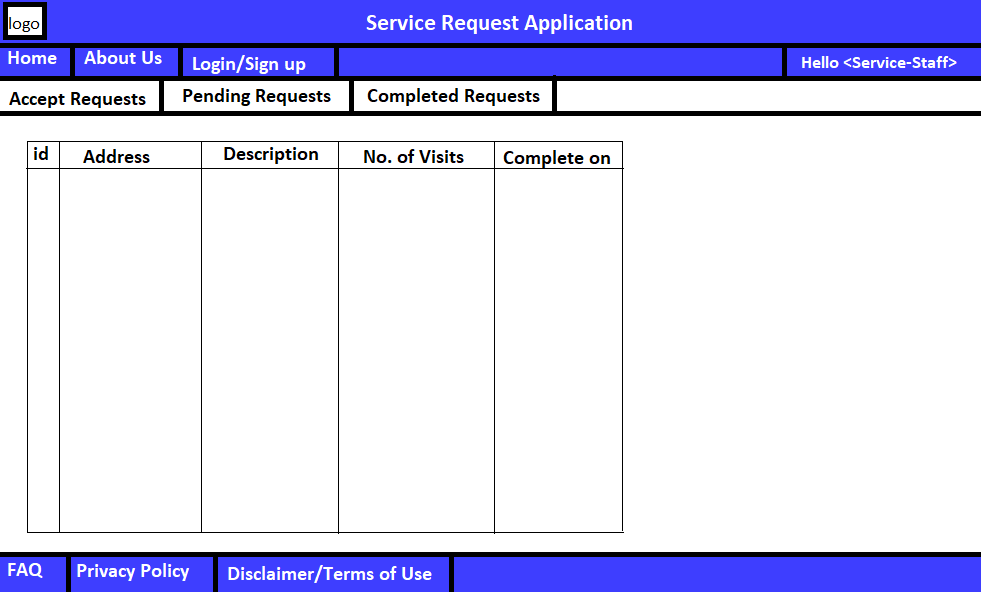 logo
Service Request Application
Home
About Us
Login/Sign up
Hello <Service-Staff>
Accept Requests
Pending Requests
Completed Requests
id
Address
Description
No. of Visits
Complete on
FAQ
Privacy Policy
Disclaimer/Terms of Use